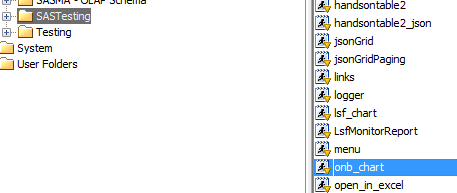 SASMA - OLAP Schema
SASTesting
Testing
System
User Folders
handsontable2
handsontable2_json
jsonGrid
jsonGridPaging
links
logger
lsf_chart
LsfMonitorReport
menu
onb_chart
open_in_excel